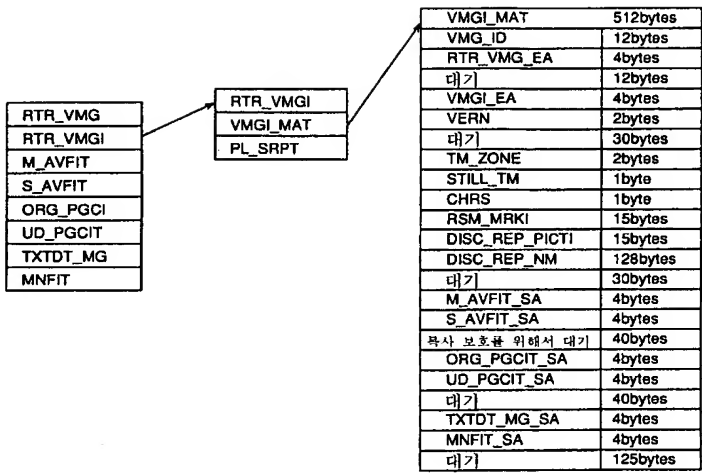 RTR_VMG
RTR_VMGI
M_AVFIT
S_AVFIT
ORG_PGCI
UD_PGCIT
TXTDT_MG
MNFIT
RTR_VMGI
VMGI_MAT
PL_SRPT
VMGI_MAT 512bytes
VMG_ID 12bytes
RTR_VMG_EA 4bytes
대기 12bytes
VMGI_EA 4bytes
VERN 2bytes
대기 30bytes
TM_ZONE 2bytes
STILL_TM 1byte
CHRS 1byte
RSM_MRKI 15bytes
DISC_REP_PICTI 15bytes
DISC_REP_NM 128bytes
대기 30bytes
M_AVFIT_SA 4bytes
S_AVFIT_SA 4bytes
복사 보호를 위해서 대기 40bytes
ORG_PGCIT_SA 4bytes
UD_PGCIT_SA 4bytes
대기 40bytes
TXTDT_MG_SA 4bytes
MNFIT_SA 4bytes
대기 125bytes